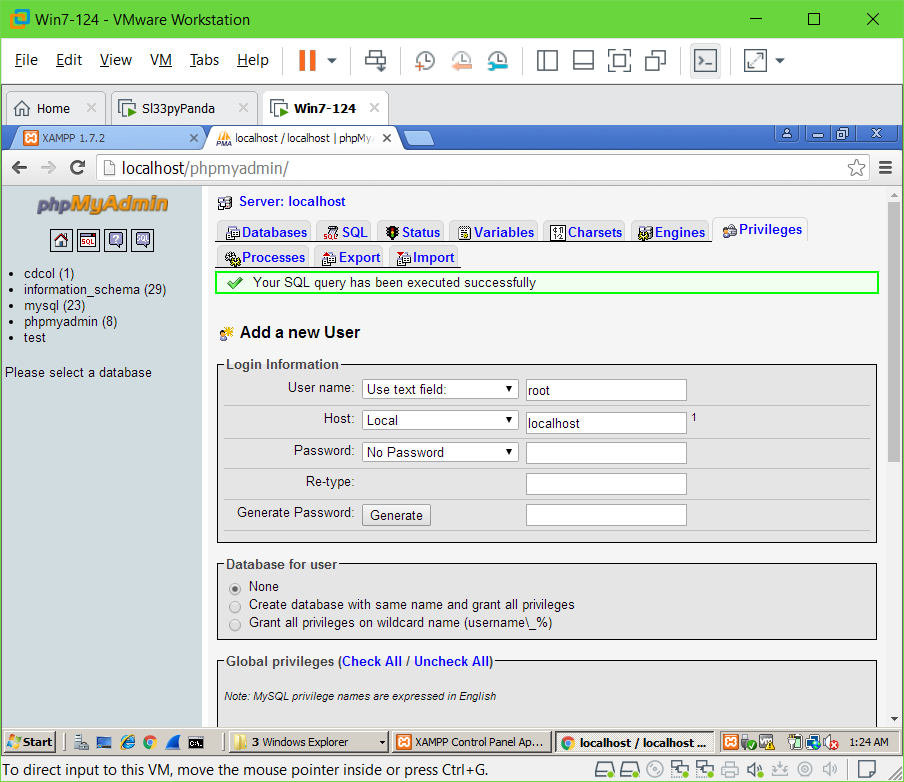 Win7-124 - VMware Workstation
File Edit View VM Tabs Help
Home Sl33pyPanda Win7-124
XAMPP 1.7.2 localhost / localhost | phpMy
localhost/phpmyadmin/
phpMyAdmin
Server: localhost
Databases SQL Status Variables Charsets Engines Privileges
Processes Export Import
Your SQL query has been executed successfully
cdcol (1)
information_schema (29)
mysql (23)
phpmyadmin (8)
test
Please select a database
Add a new User
Login Information
User name: Use text field: root
Host: Local localhost 1
Password: No Password
Re-type:
Generate Password: Generate
Database for user
None
Create database with same name and grant all privileges
Grant all privileges on wildcard name (username\_%)
Global privileges (Check All / Uncheck All)
Note: MySQL privilege names are expressed in English
Start 3 Windows Explorer XAMPP Control Panel Ap... localhost / localhost ... 1:24 AM
To direct input to this VM, move the mouse pointer inside or press Ctrl+G.